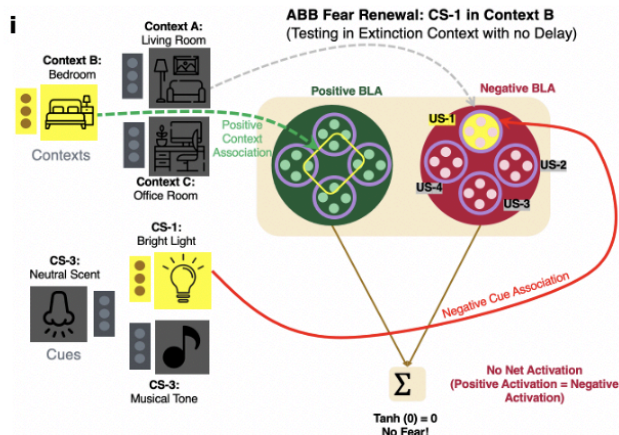 i
ABB Fear Renewal: CS-1 in Context B
(Testing in Extinction Context with no Delay)
Context A:
Living Room
Context B:
Bedroom
Contexts
Context C:
Office Room
Positive
Context
Association
Positive BLA
Negative BLA
US-1
US-2
US-4
US-3
CS-1:
Bright Light
CS-3:
Neutral Scent
Cues
CS-3:
Musical Tone
Negative Cue Association
Σ
Tanh (0) = 0
No Fear!
No Net Activation
(Positive Activation = Negative
Activation)